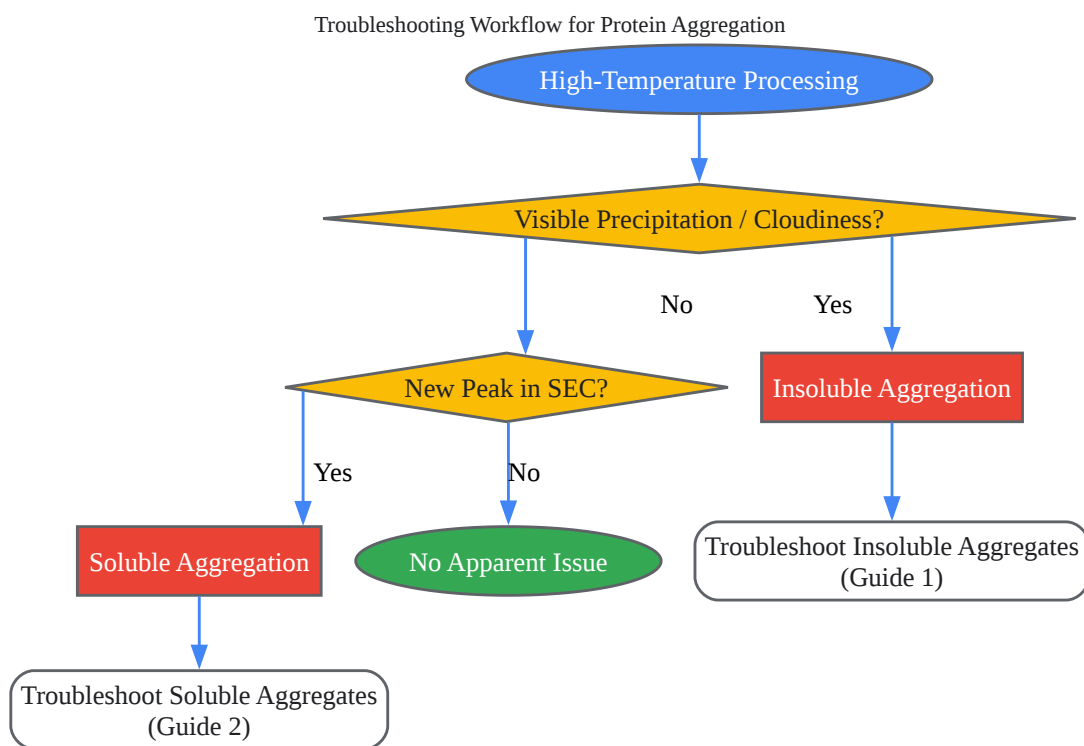 Troubleshooting Workflow for Protein Aggregation
High-Temperature Processing
Visible Precipitation / Cloudiness?
No
Yes
New Peak in SEC?
Insoluble Aggregation
Yes
No
Soluble Aggregation
No Apparent Issue
Troubleshoot Insoluble Aggregates
(Guide 1)
Troubleshoot Soluble Aggregates
(Guide 2)